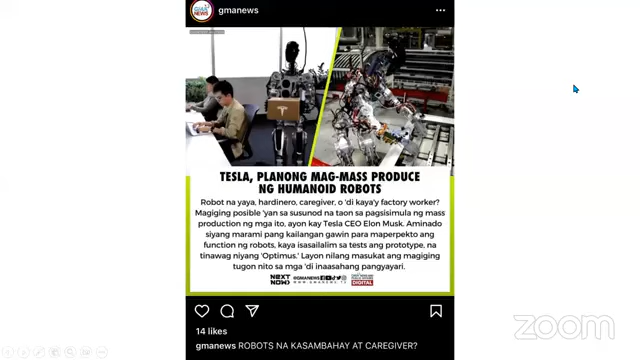 gmanews
TESLA, PLANONG MAG-MASS PRODUCE
NG HUMANOID ROBOTS
Robot na yaya, hardinero, caregiver, o 'di kaya'y factory worker?
Magiging posible 'yan sa susunod na taon sa pagsisimula ng mass
production ng mga ito, ayon kay Tesla CEO Elon Musk. Aminado
siyang marami pang kailangan gawin para maperpekto ang
function ng robots, kaya isasailalim sa tests ang prototype, na
tinawag niyang 'Optimus.' Layon nilang masukat ang magiging
tugon nito sa mga 'di inaasahang pangyayari.
NEXT
NOW
@GMANEWS
WWW.GMANEWS.TV
DIGITAL
14 likes
gmanews ROBOTS NA KASAMBAHAY AT CAREGIVER?
zoom